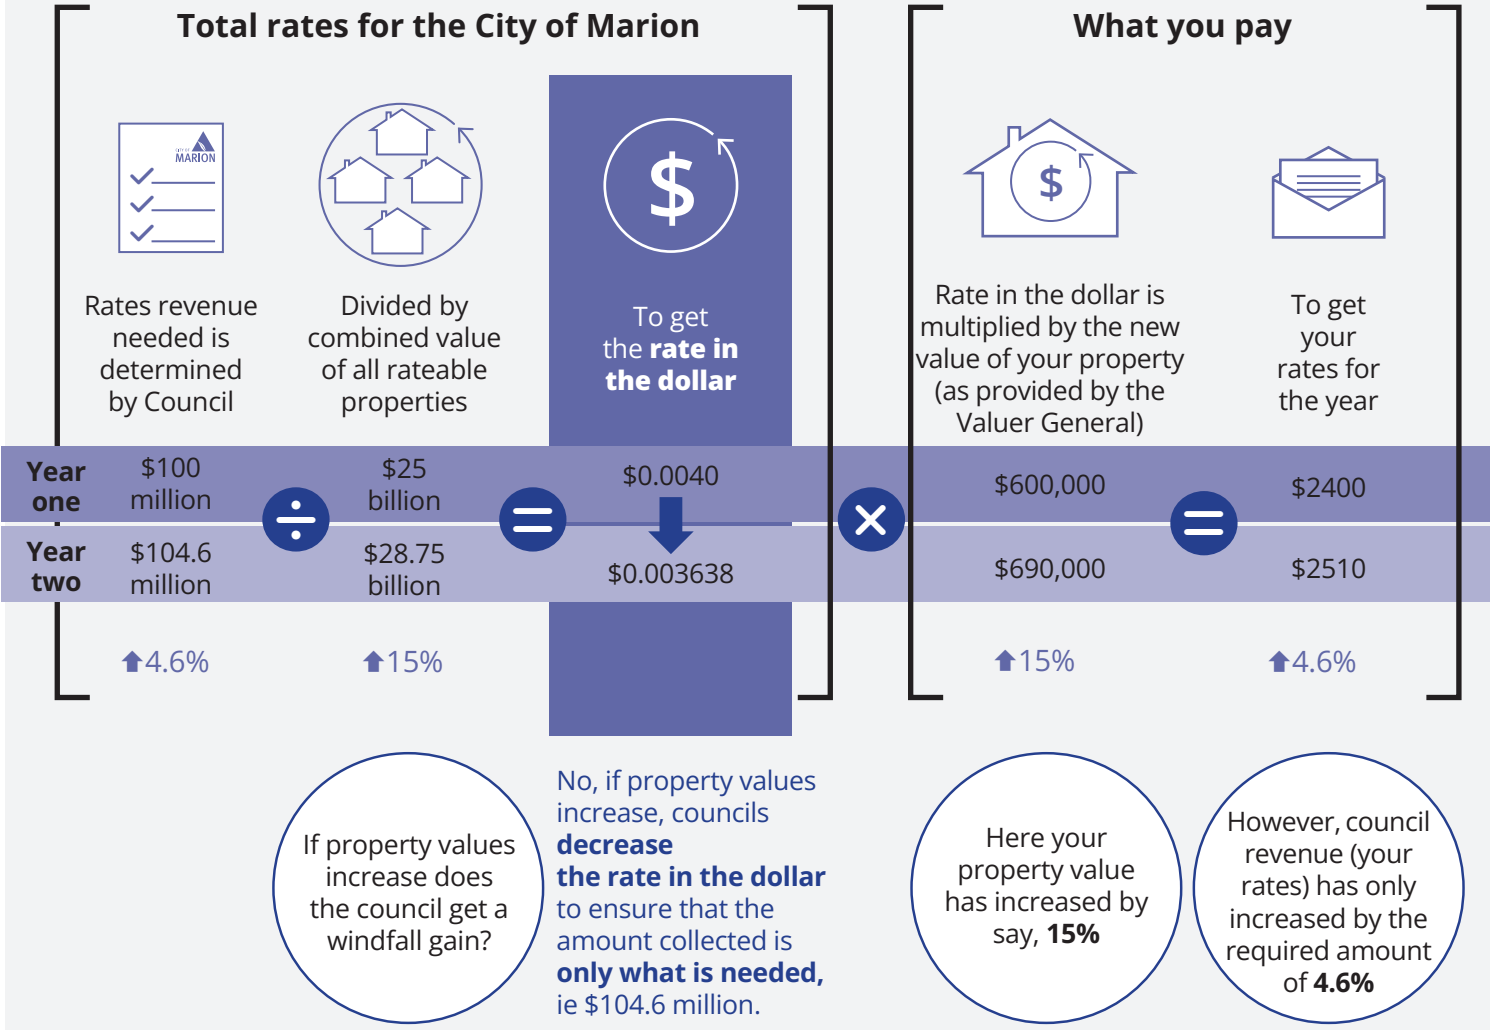 Total rates for the City of Marion
What you pay
MARION
Rates revenue
needed is
determined
by Council
Divided by
combined value
of all rateable
properties
$
To get
the rate in
the dollar
$
Rate in the dollar is
multiplied by the new
value of your property
(as provided by the
Valuer General)
To get
your
rates for
the year
Year
one
$100
million
÷
$25
billion
=
$0.0040
×
$600,000
=
$2400
Year
two
$104.6
million
$28.75
billion
$0.003638
$690,000
$2510
4.6%
15%
15%
4.6%
If property values
increase does
the council get a
windfall gain?
No, if property values
increase, councils
decrease
the rate in the dollar
to ensure that the
amount collected is
only what is needed,
ie $104.6 million.
Here your
property value
has increased by
say, 15%
However, council
revenue (your
rates) has only
increased by the
required amount
of 4.6%